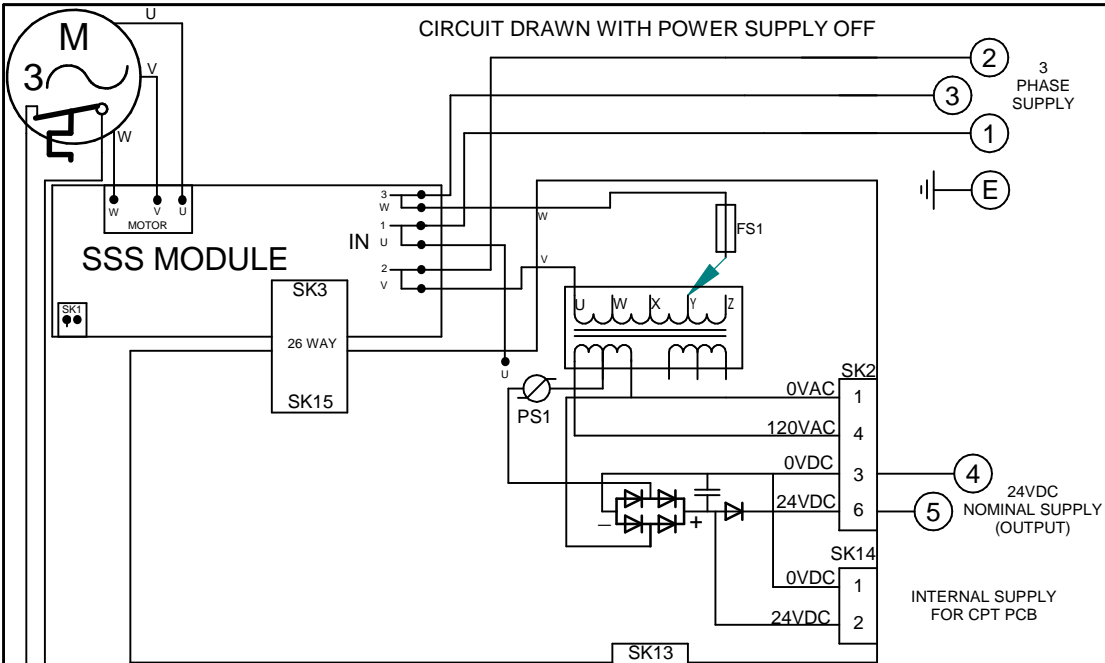 CIRCUIT DRAWN WITH POWER SUPPLY OFF
U
M
3
V
W
2
3
1
E
3
PHASE
SUPPLY
W
V
U
MOTOR
SSS MODULE
IN
3
W
1
U
2
V
W
V
FS1
SK1
SK3
26 WAY
SK15
U
W
X
Y
Z
U
PS1
SK2
0VAC
1
120VAC
4
0VDC
3
24VDC
6
4
5
24VDC
NOMINAL SUPPLY
(OUTPUT)
–
+
SK14
0VDC
1
24VDC
2
INTERNAL SUPPLY
FOR CPT PCB
SK13